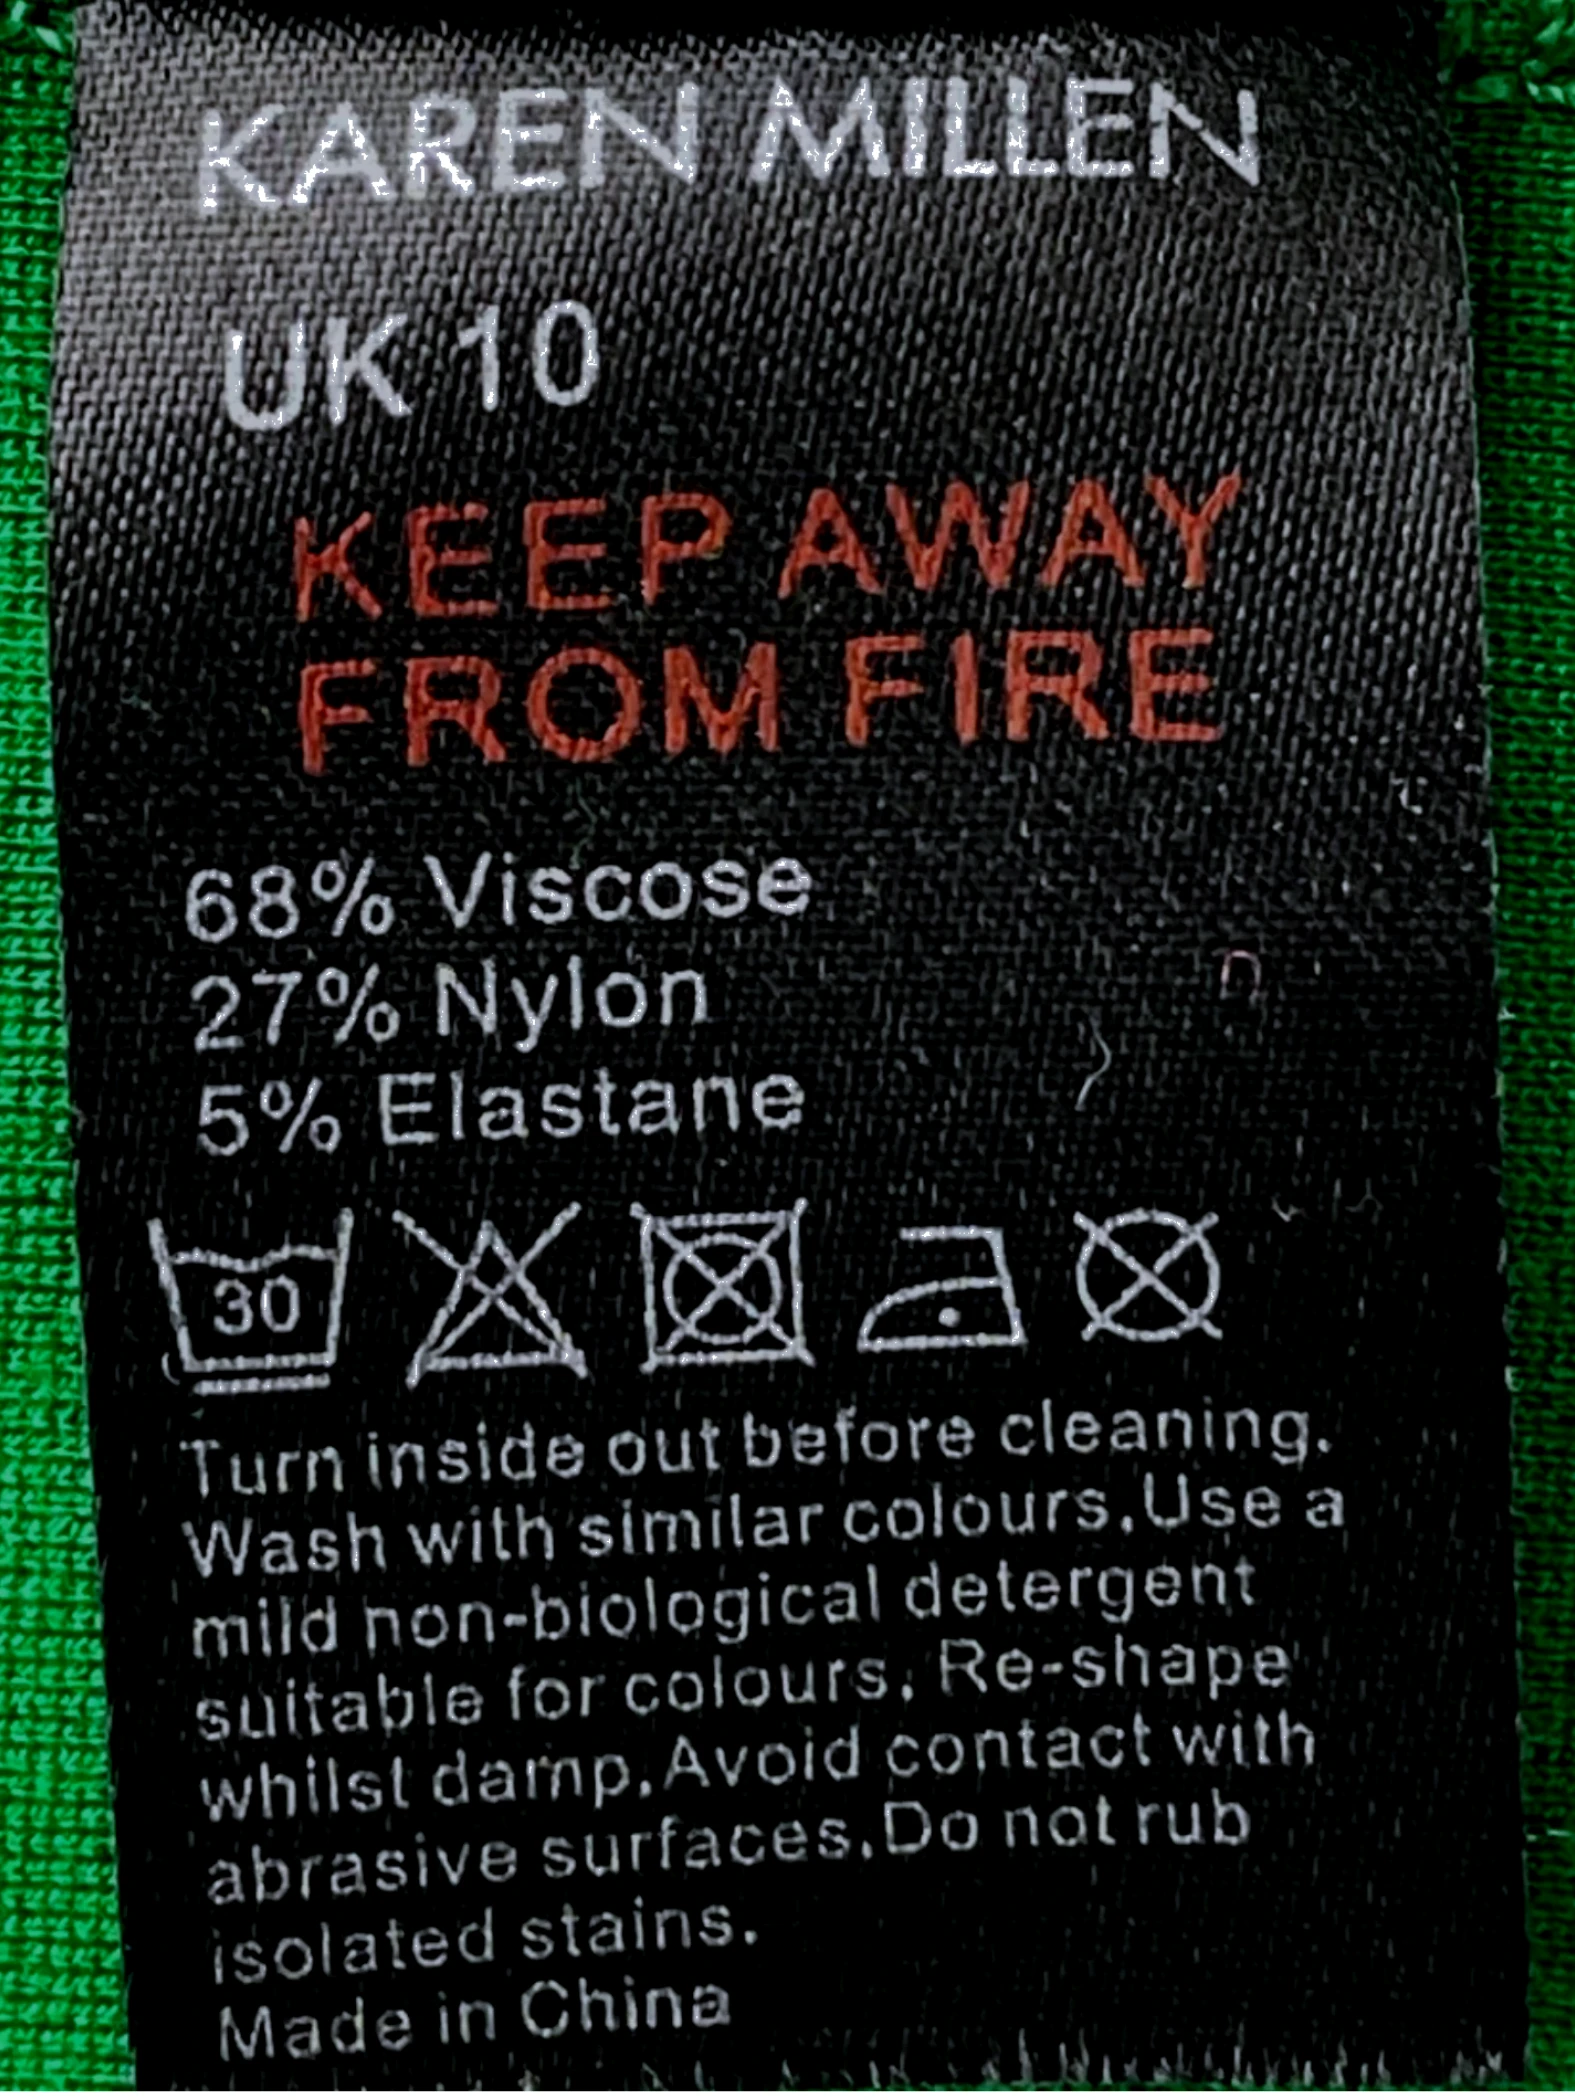 KAREN MILLEN
UK 10
KEEP AWAY
FROM FIRE
68% Viscose
27% Nylon
5% Elastane
30
Turn inside out before cleaning.
Wash with similar colours.Use a
mild non-biological detergent
suitable for colours. Re-shape
whilst damp.Avoid contact with
abrasive surfaces.Do not rub
isolated stains.
Made in China